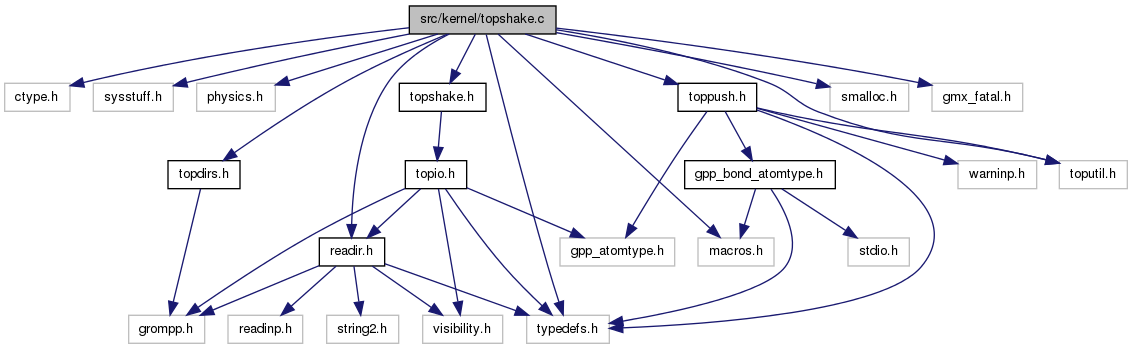 src/kernel/topshake.c
ctype.h
sysstuff.h
physics.h
topshake.h
toppush.h
smalloc.h
gmx_fatal.h
topdirs.h
topio.h
gpp_bond_atomtype.h
warninp.h
toputil.h
readir.h
gpp_atomtype.h
macros.h
stdio.h
grompp.h
readinp.h
string2.h
visibility.h
typedefs.h